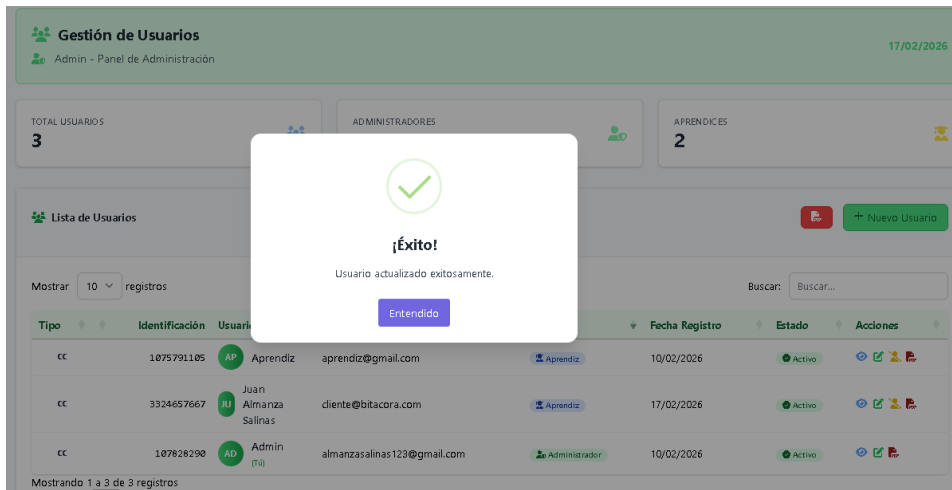 Gestión de Usuarios
Admin - Panel de Administración
17/02/2026
TOTAL USUARIOS
3
ADMINISTRADORES
APRENDICES
2
Lista de Usuarios
+ Nuevo Usuario
¡Éxito!
Usuario actualizado exitosamente.
Entendido
Mostrar 10 registros
Buscar: Buscar...
Tipo Identificación Fecha Registro Estado Acciones
CC 1075791105 AP Aprendiz aprendiz@gmail.com Aprendiz 10/02/2026 Activo
CC 3324657667 JU Juan Almanza Salinas cliente@bitacora.com Aprendiz 17/02/2026 Activo
CC 107828290 AD Admin (Tú) almanzasalinas123@gmail.com Administrador 10/02/2026 Activo
Mostrando 1 a 3 de 3 registros